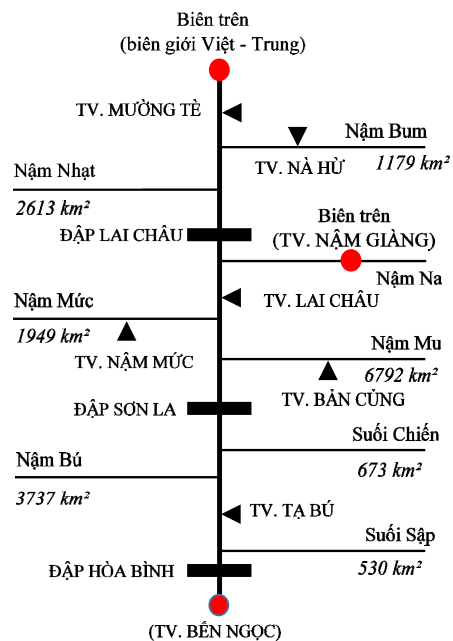 Biên trên
(biên giới Việt - Trung)
TV. MƯỜNG TÈ
Nậm Bum
TV. NÀ HỪ
1179 km²
Nậm Nhạt
2613 km²
Biên trên
(TV. NẬM GIÀNG)
ĐẬP LAI CHÂU
Nậm Na
TV. LAI CHÂU
Nậm Mức
1949 km²
TV. NẬM MỨC
Nậm Mu
6792 km²
TV. BẢN CỦNG
ĐẬP SƠN LA
Suối Chiến
673 km²
Nậm Bú
3737 km²
TV. TẠ BÚ
Suối Sập
530 km²
ĐẬP HÒA BÌNH
(TV. BẾN NGỌC)